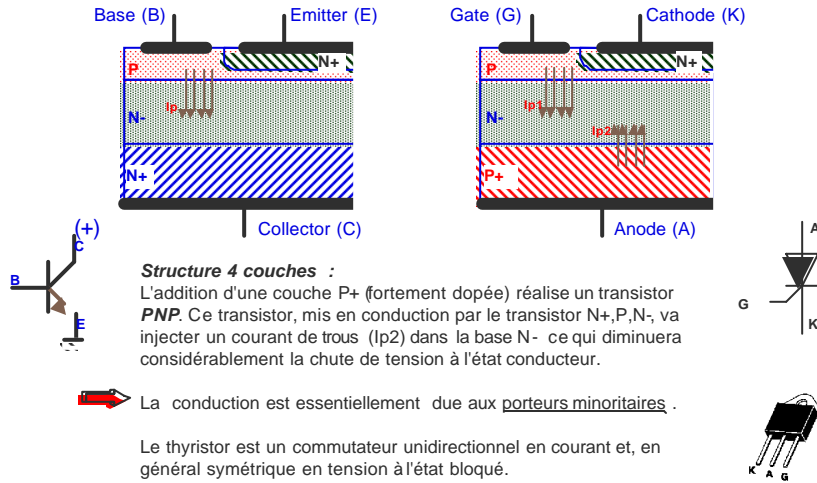 Base (B) Emitter (E) Gate (G) Cathode (K)
P N+ P N+
Ip Ip1
N- N- Ip2
N+ P+
Collector (C) Anode (A)
(+)
C
B
E
A
G
K
Structure 4 couches :
L'addition d'une couche P+ (fortement dopée) réalise un transistor
PNP. Ce transistor, mis en conduction par le transistor N+,P,N-, va
injecter un courant de trous (Ip2) dans la base N- ce qui diminuera
considérablement la chute de tension à l'état conducteur.
La conduction est essentiellement due aux porteurs minoritaires .
Le thyristor est un commutateur unidirectionnel en courant et, en
général symétrique en tension à l'état bloqué.
K A G